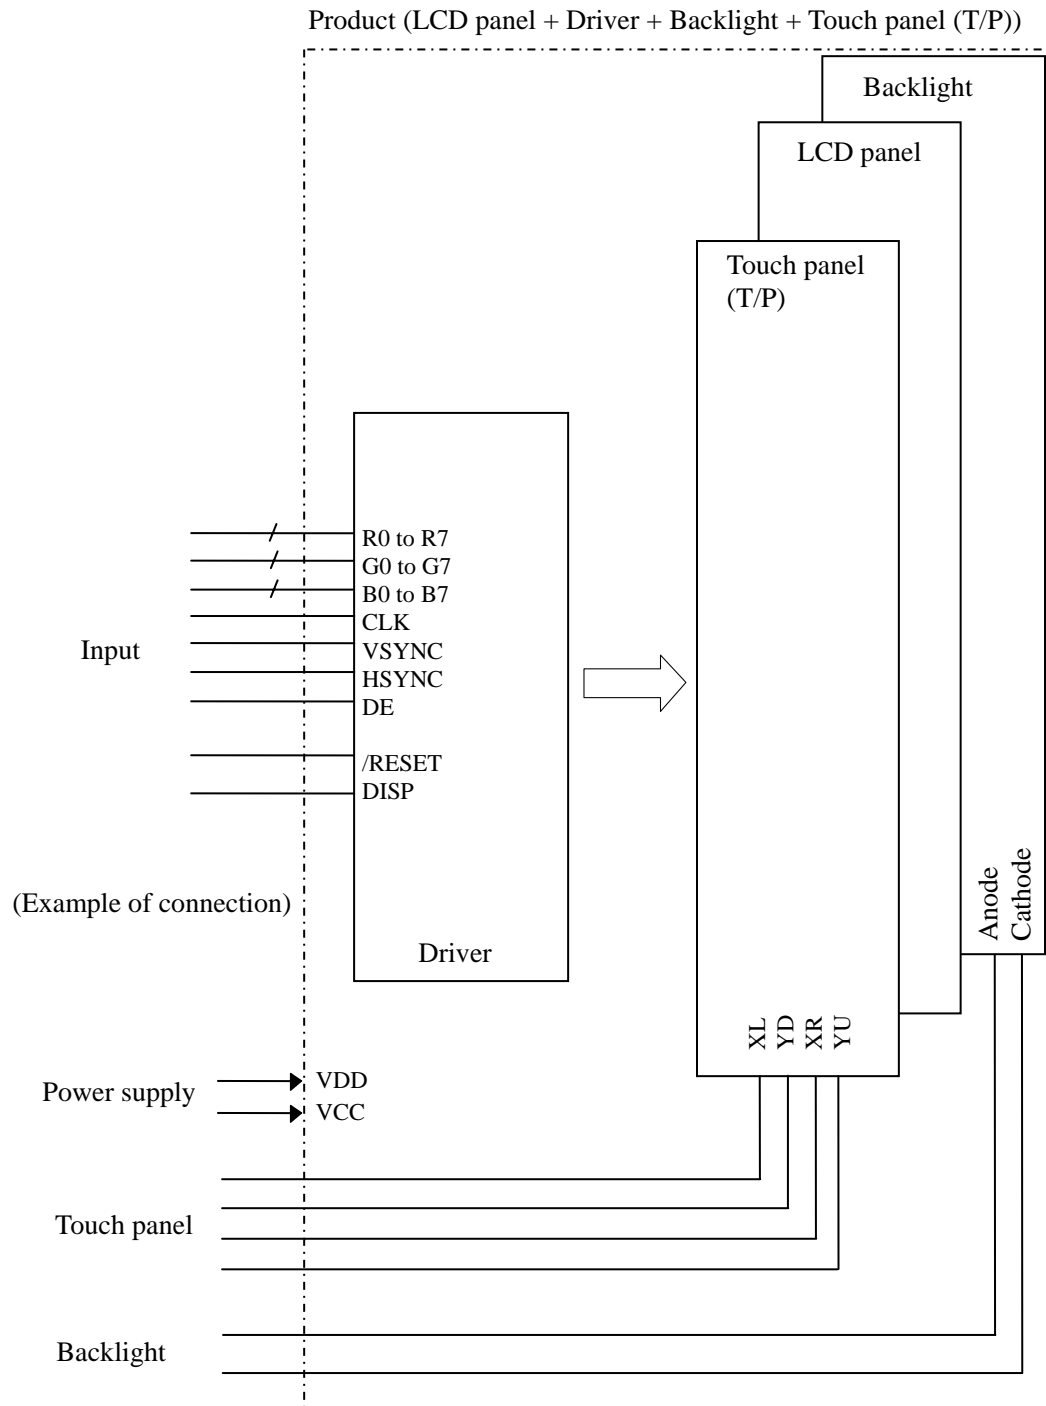 Product (LCD panel + Driver + Backlight + Touch panel (T/P))
Backlight
LCD panel
Touch panel
(T/P)
R0 to R7
G0 to G7
B0 to B7
CLK
Input
VSYNC
HSYNC
DE
/RESET
DISP
(Example of connection)
Driver
Anode
Cathode
XL
YD
XR
YU
Power supply
VDD
VCC
Touch panel
Backlight